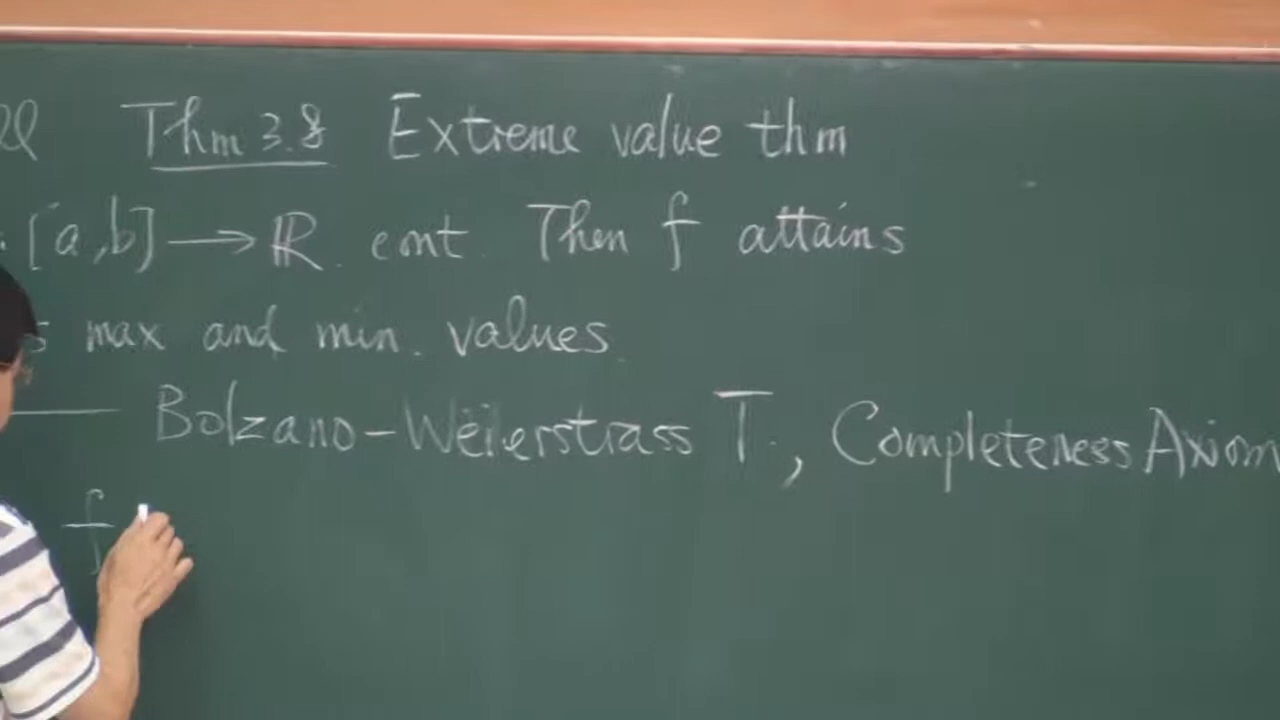 Thm 3.8 Extreme value thm
[a,b] → ℝ. cont. Then f attains
max and min. values.
Bolzano-Weierstrass T., Completeness Axiom
f